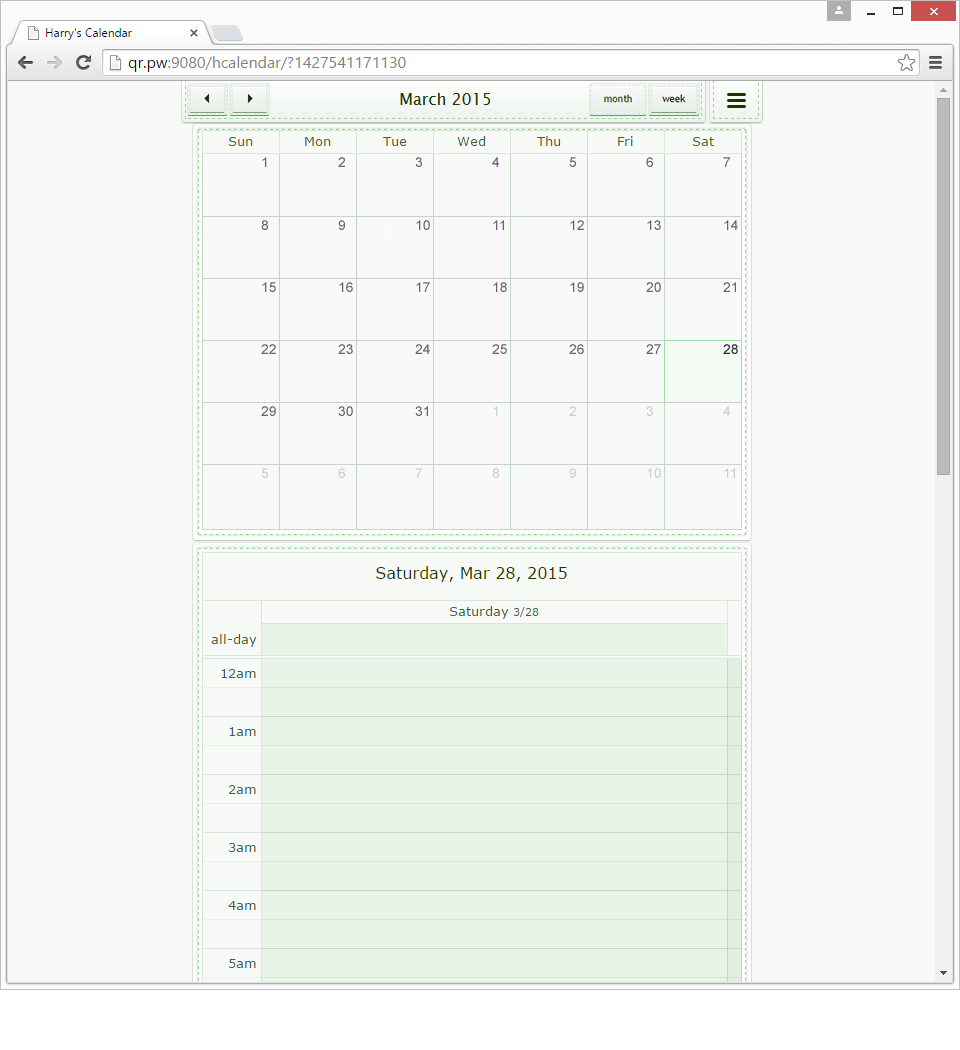 Harry's Calendar
qr.pw:9080/hcalendar/?1427541171130
March 2015 month week
Sun Mon Tue Wed Thu Fri Sat
1 2 3 4 5 6 7
8 9 10 11 12 13 14
15 16 17 18 19 20 21
22 23 24 25 26 27 28
29 30 31 1 2 3 4
5 6 7 8 9 10 11
Saturday, Mar 28, 2015
Saturday 3/28
all-day
12am
1am
2am
3am
4am
5am